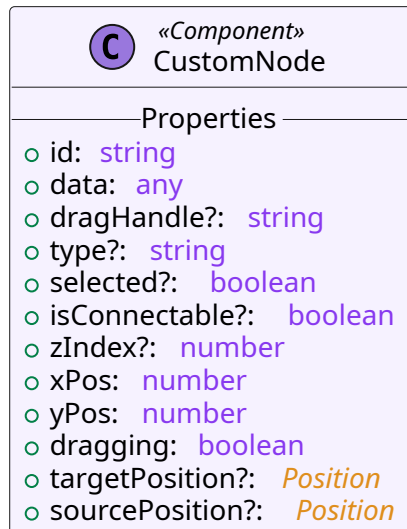 C
«Component»
CustomNode
Properties
id: string
data: any
dragHandle?: string
type?: string
selected?: boolean
isConnectable?: boolean
zIndex?: number
xPos: number
yPos: number
dragging: boolean
targetPosition?: Position
sourcePosition?: Position